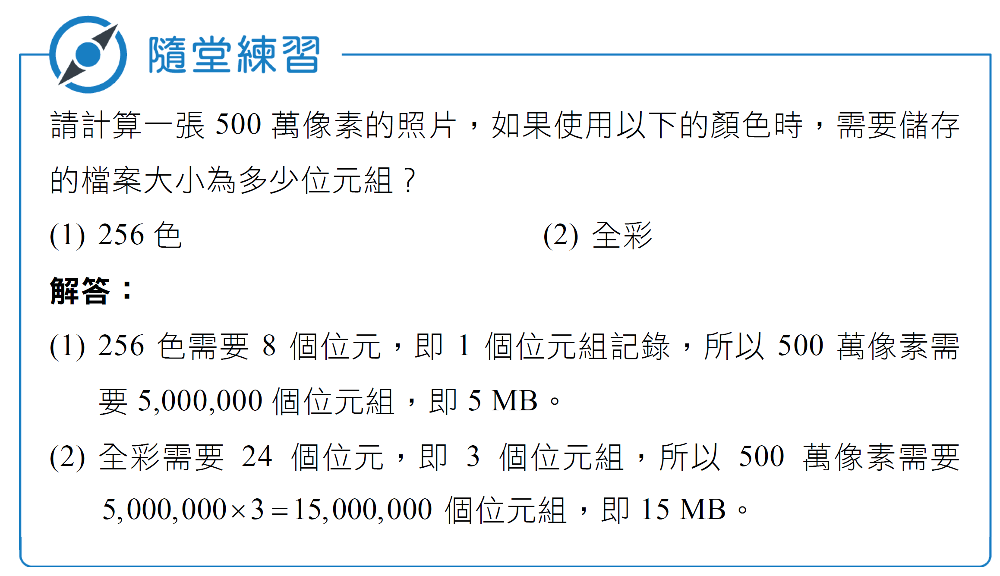 隨堂練習
請計算一張 500 萬像素的照片，如果使用以下的顏色時，需要儲存
的檔案大小為多少位元組？
(1) 256 色 (2) 全彩
解答：
(1) 256 色需要 8 個位元，即 1 個位元組記錄，所以 500 萬像素需
要 5,000,000 個位元組，即 5 MB。
(2) 全彩需要 24 個位元，即 3 個位元組，所以 500 萬像素需要
5,000,000×3=15,000,000 個位元組，即 15 MB。